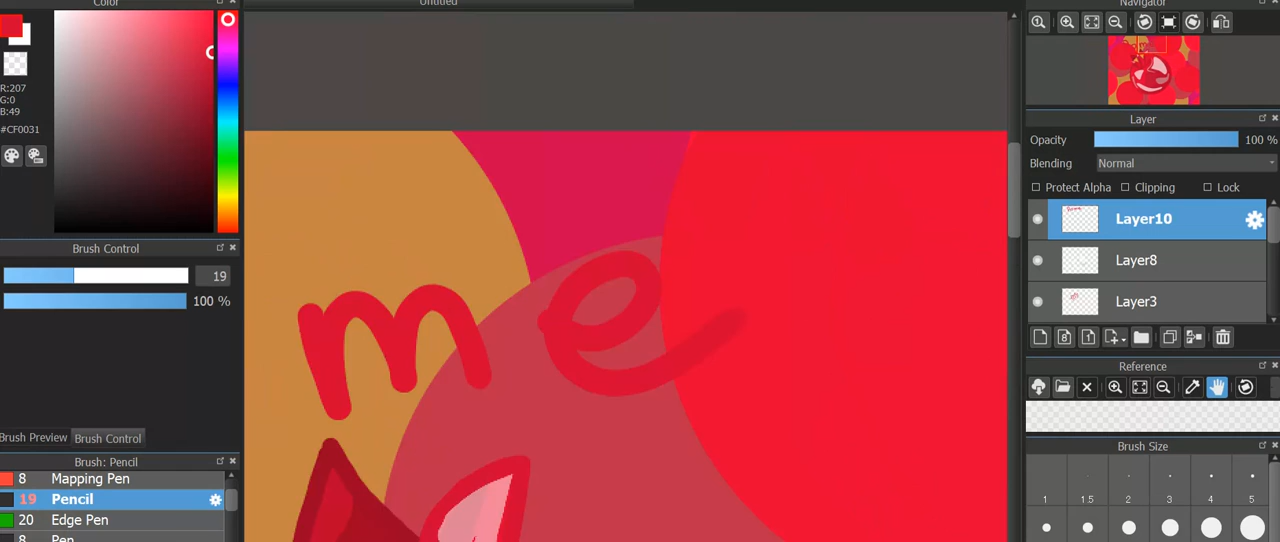 Color
Untitled
Navigator
R:207
G:0
B:49
#CF0031
Layer
Opacity 100 %
Blending Normal
Protect Alpha Clipping Lock
Layer10
Layer8
Layer3
Brush Control
19
100 %
me
Reference
Brush Preview Brush Control
Brush: Pencil
8 Mapping Pen
19 Pencil
20 Edge Pen
8 Pen
Brush Size
1 1.5 2 3 4 5